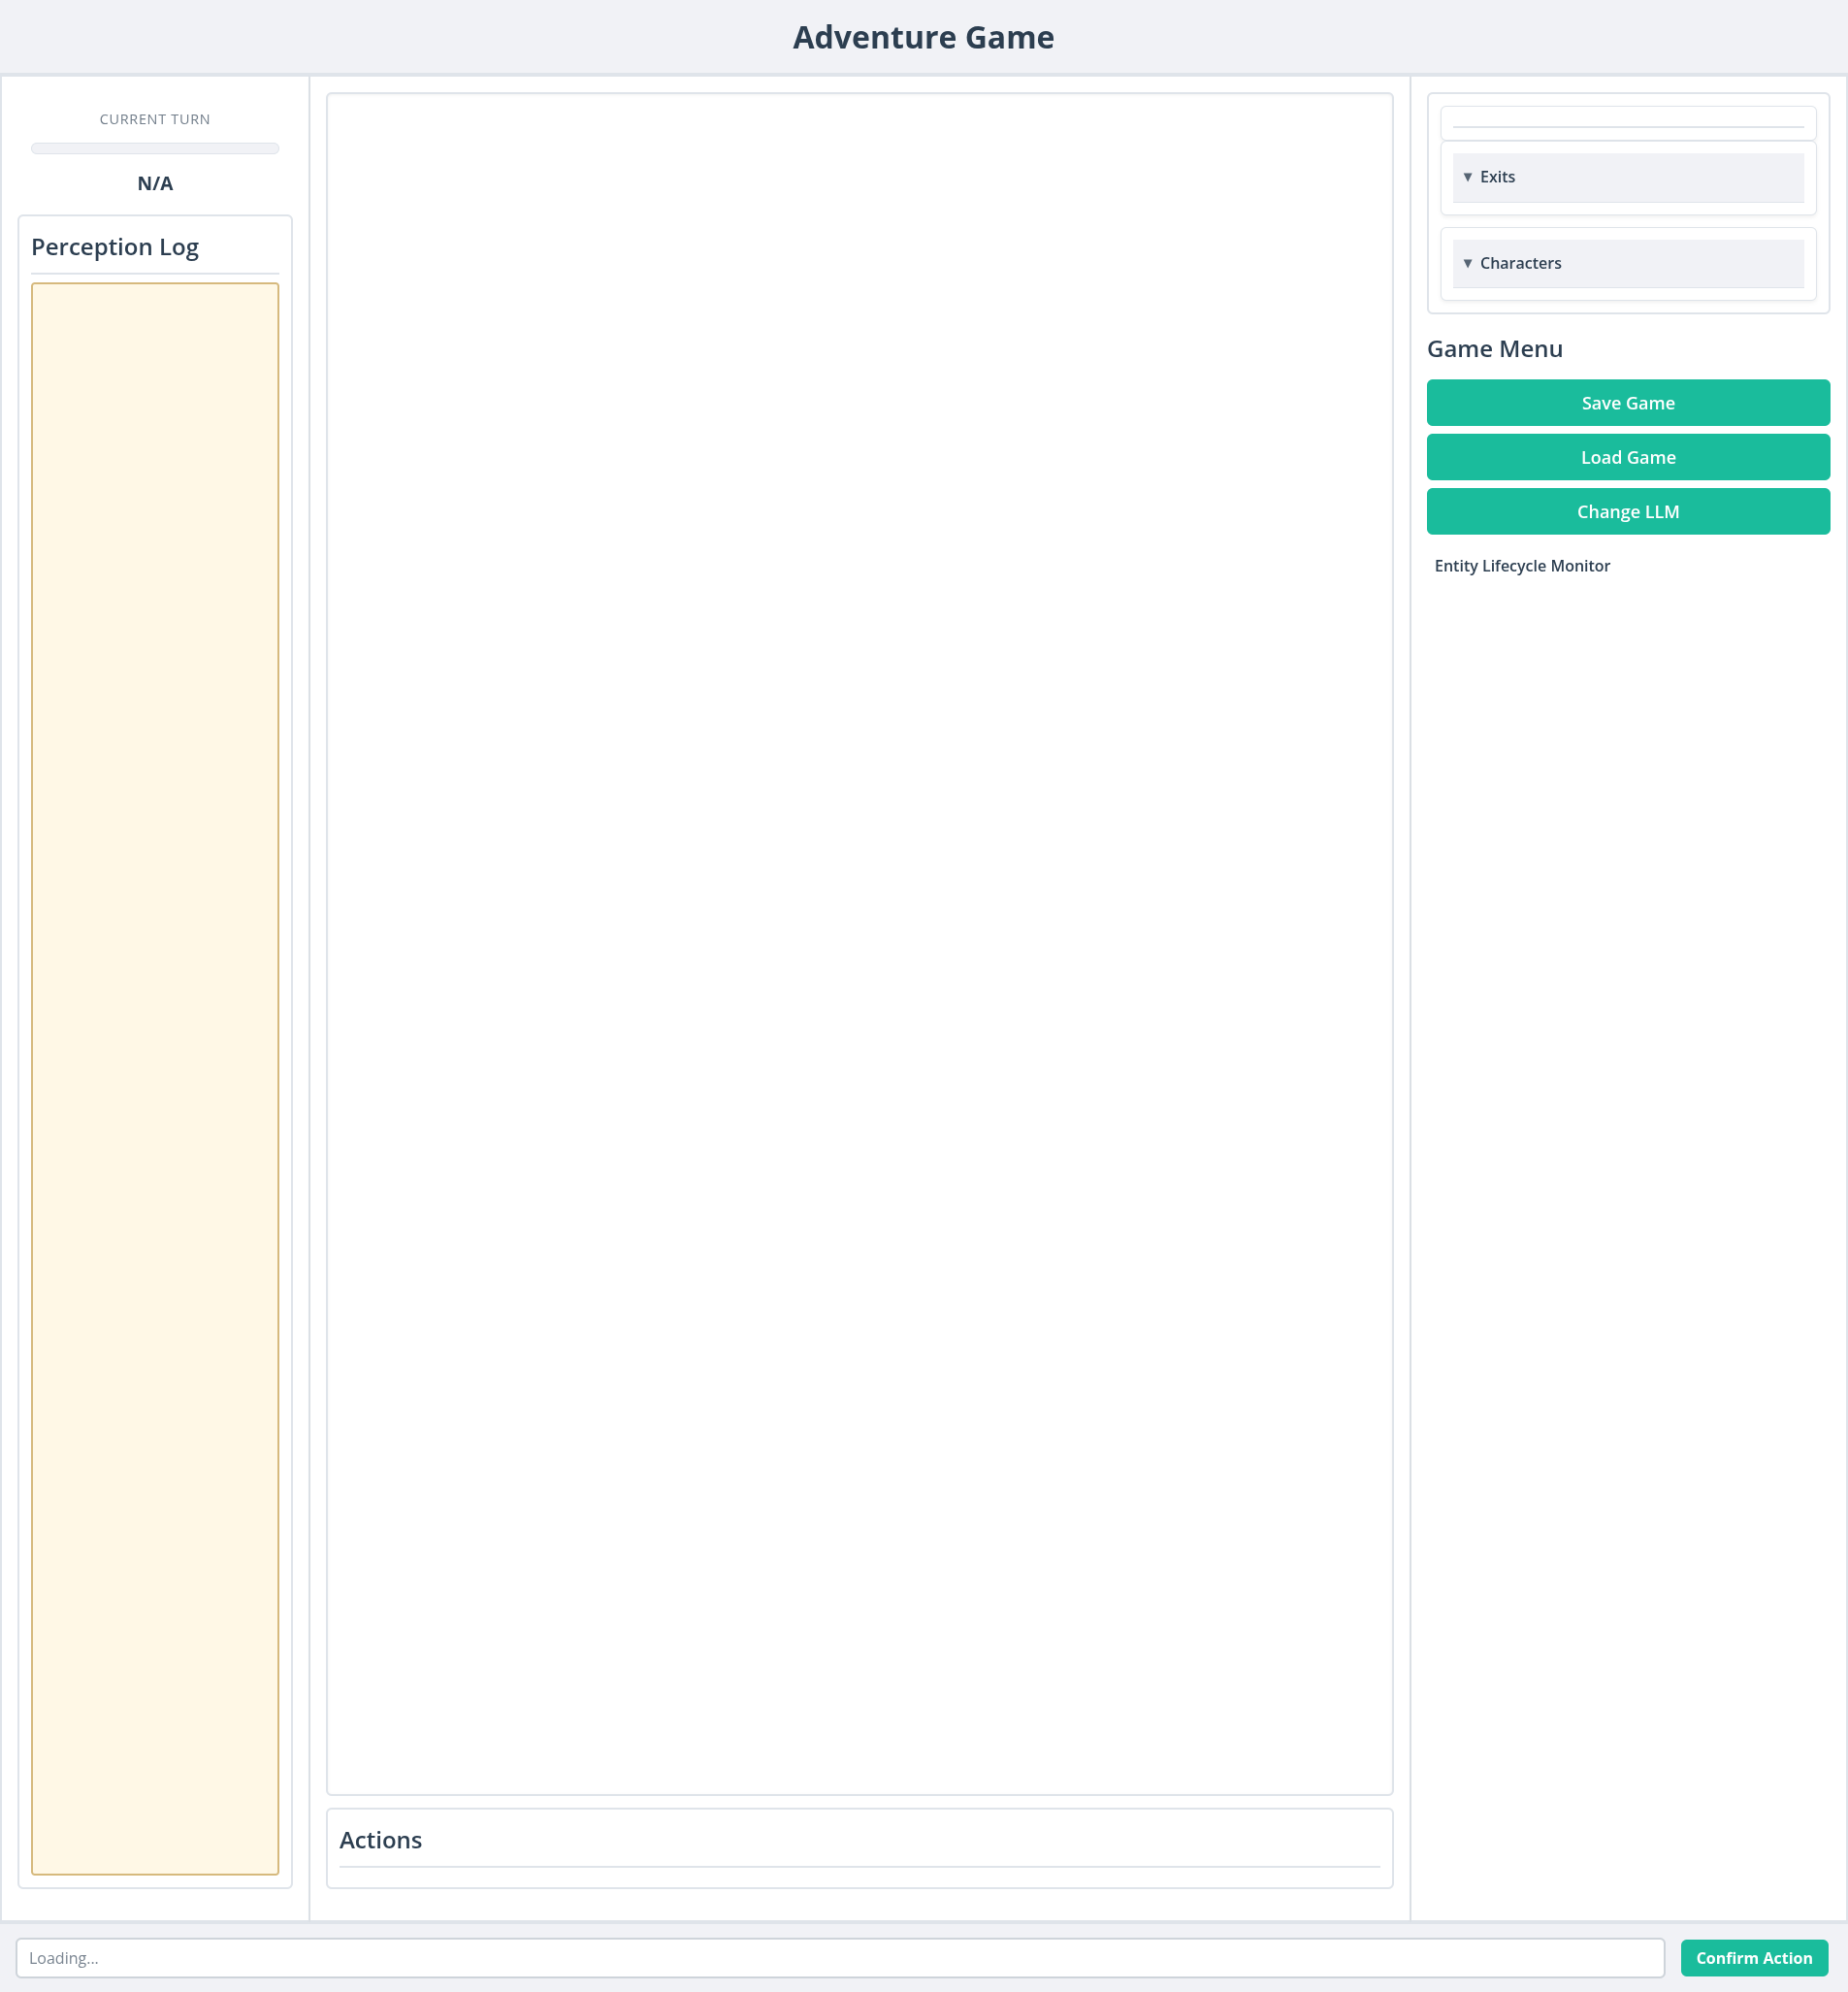 Adventure Game
CURRENT TURN
N/A
Perception Log
Actions
▼ Exits
▼ Characters
Game Menu
Save Game
Load Game
Change LLM
Entity Lifecycle Monitor
Loading...
Confirm Action